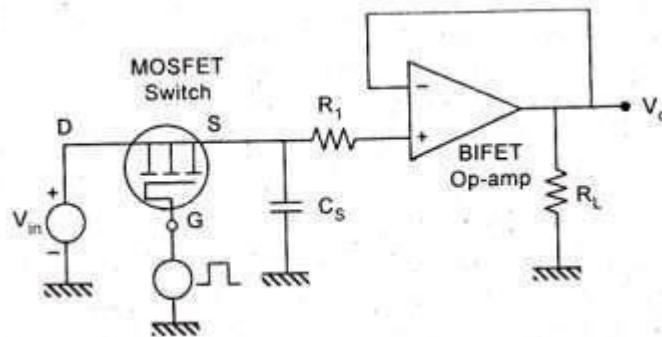 MOSFET
Switch
D
S
R1
−
+
BIFET
Op-amp
RL
+
Vin
−
G
CS